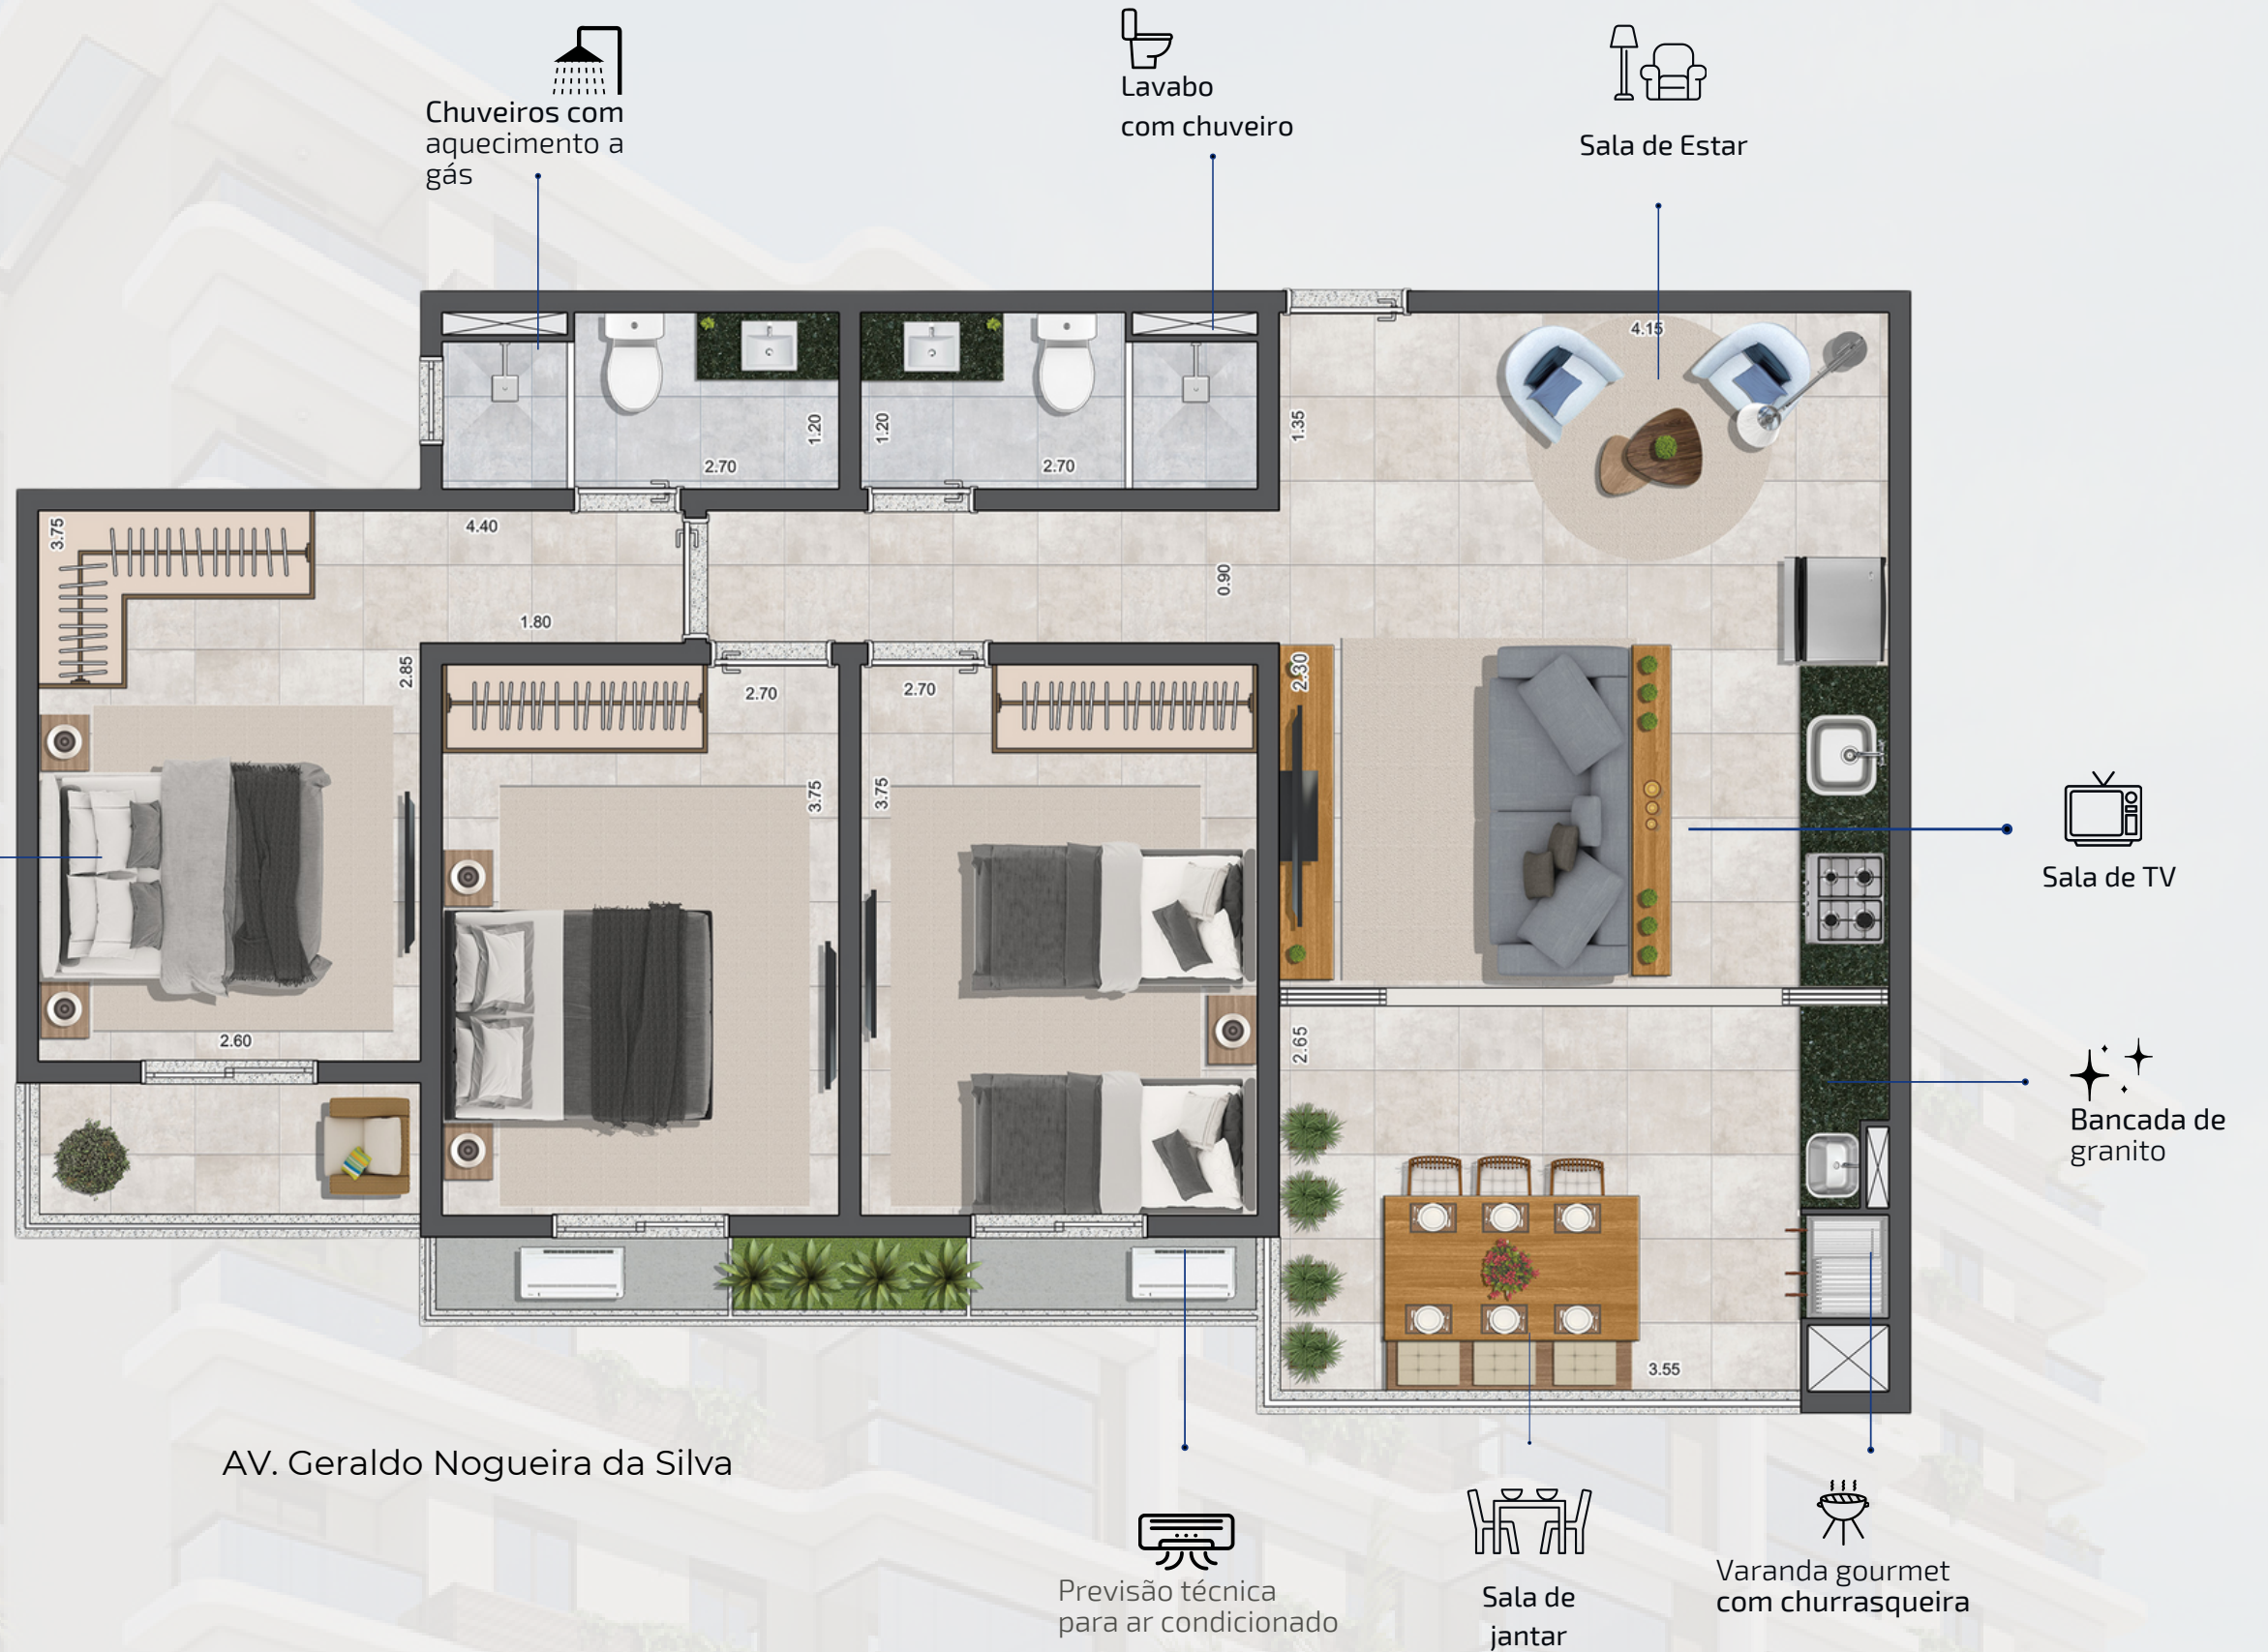 Chuveiros com
aquecimento a
gás
Lavabo
com chuveiro
Sala de Estar
4.15
1.20
1.20
1.35
2.70
2.70
3.75
4.40
0.90
1.80
2.85
2.30
2.70
2.70
3.75
3.75
Sala de TV
2.60
2.65
Bancada de
granito
3.55
AV. Geraldo Nogueira da Silva
Previsão técnica
para ar condicionado
Sala de
jantar
Varanda gourmet
com churrasqueira